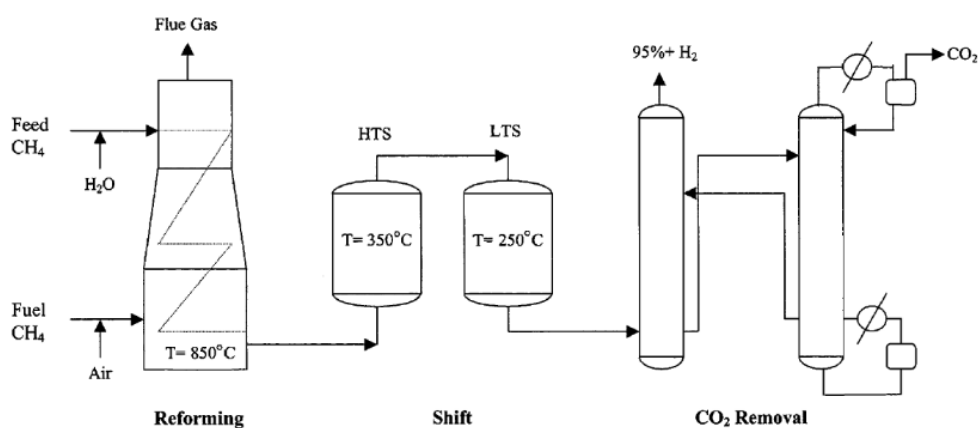 Flue Gas
Feed
CH₄
H₂O
Fuel
CH₄
Air
T= 850°C
HTS
LTS
T= 350°C
T= 250°C
95%+ H₂
CO₂
Reforming
Shift
CO₂ Removal